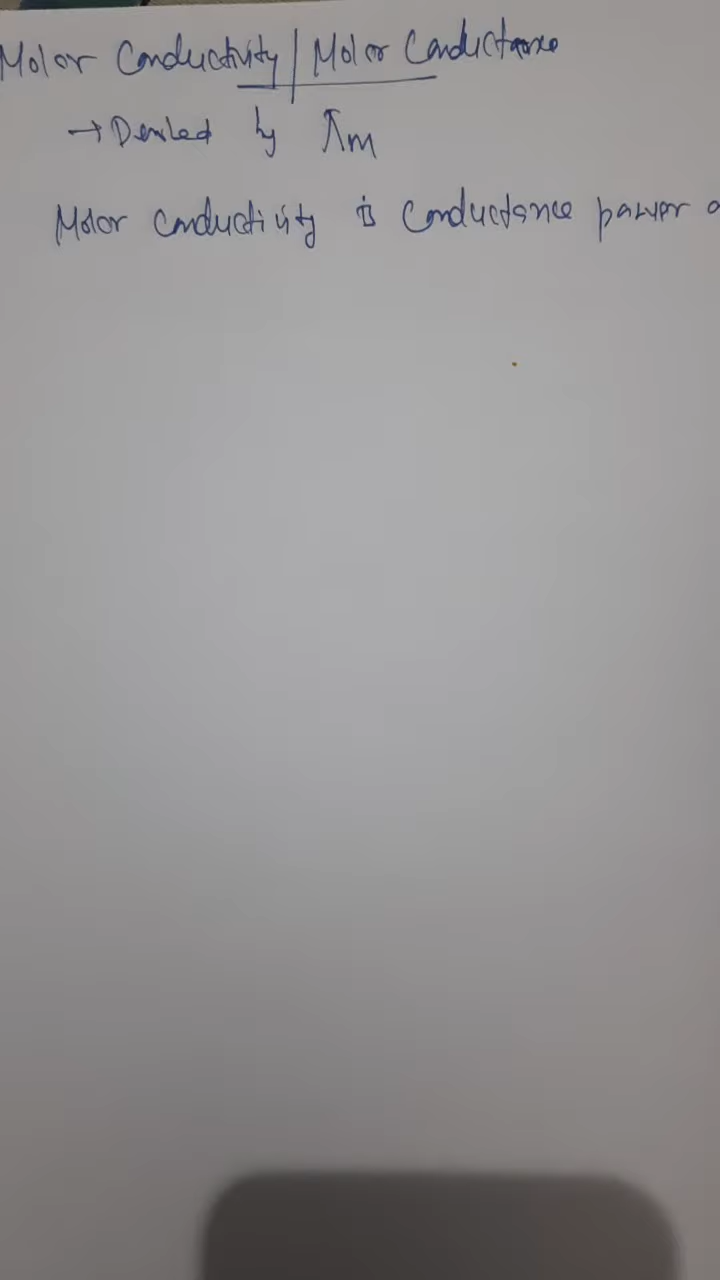 Molar Conductivity / Molar Conductance
→ Denoted by Λm
Molar conductivity is conductance power